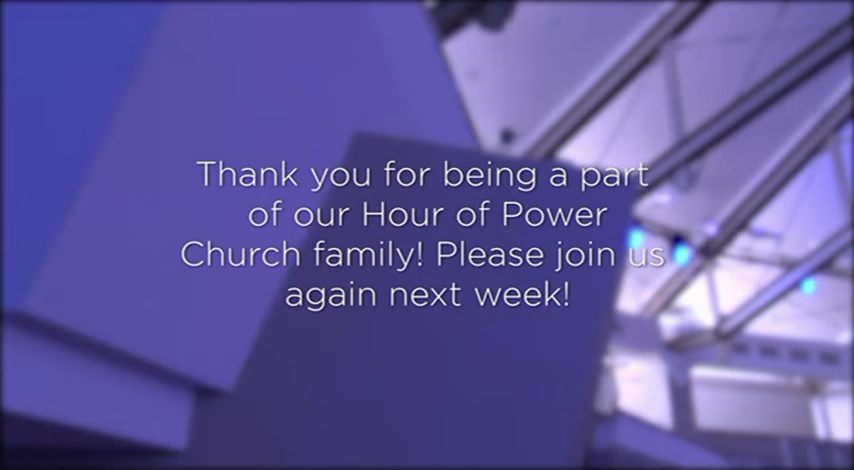 Thank you for being a part
of our Hour of Power
Church family! Please join us
again next week!